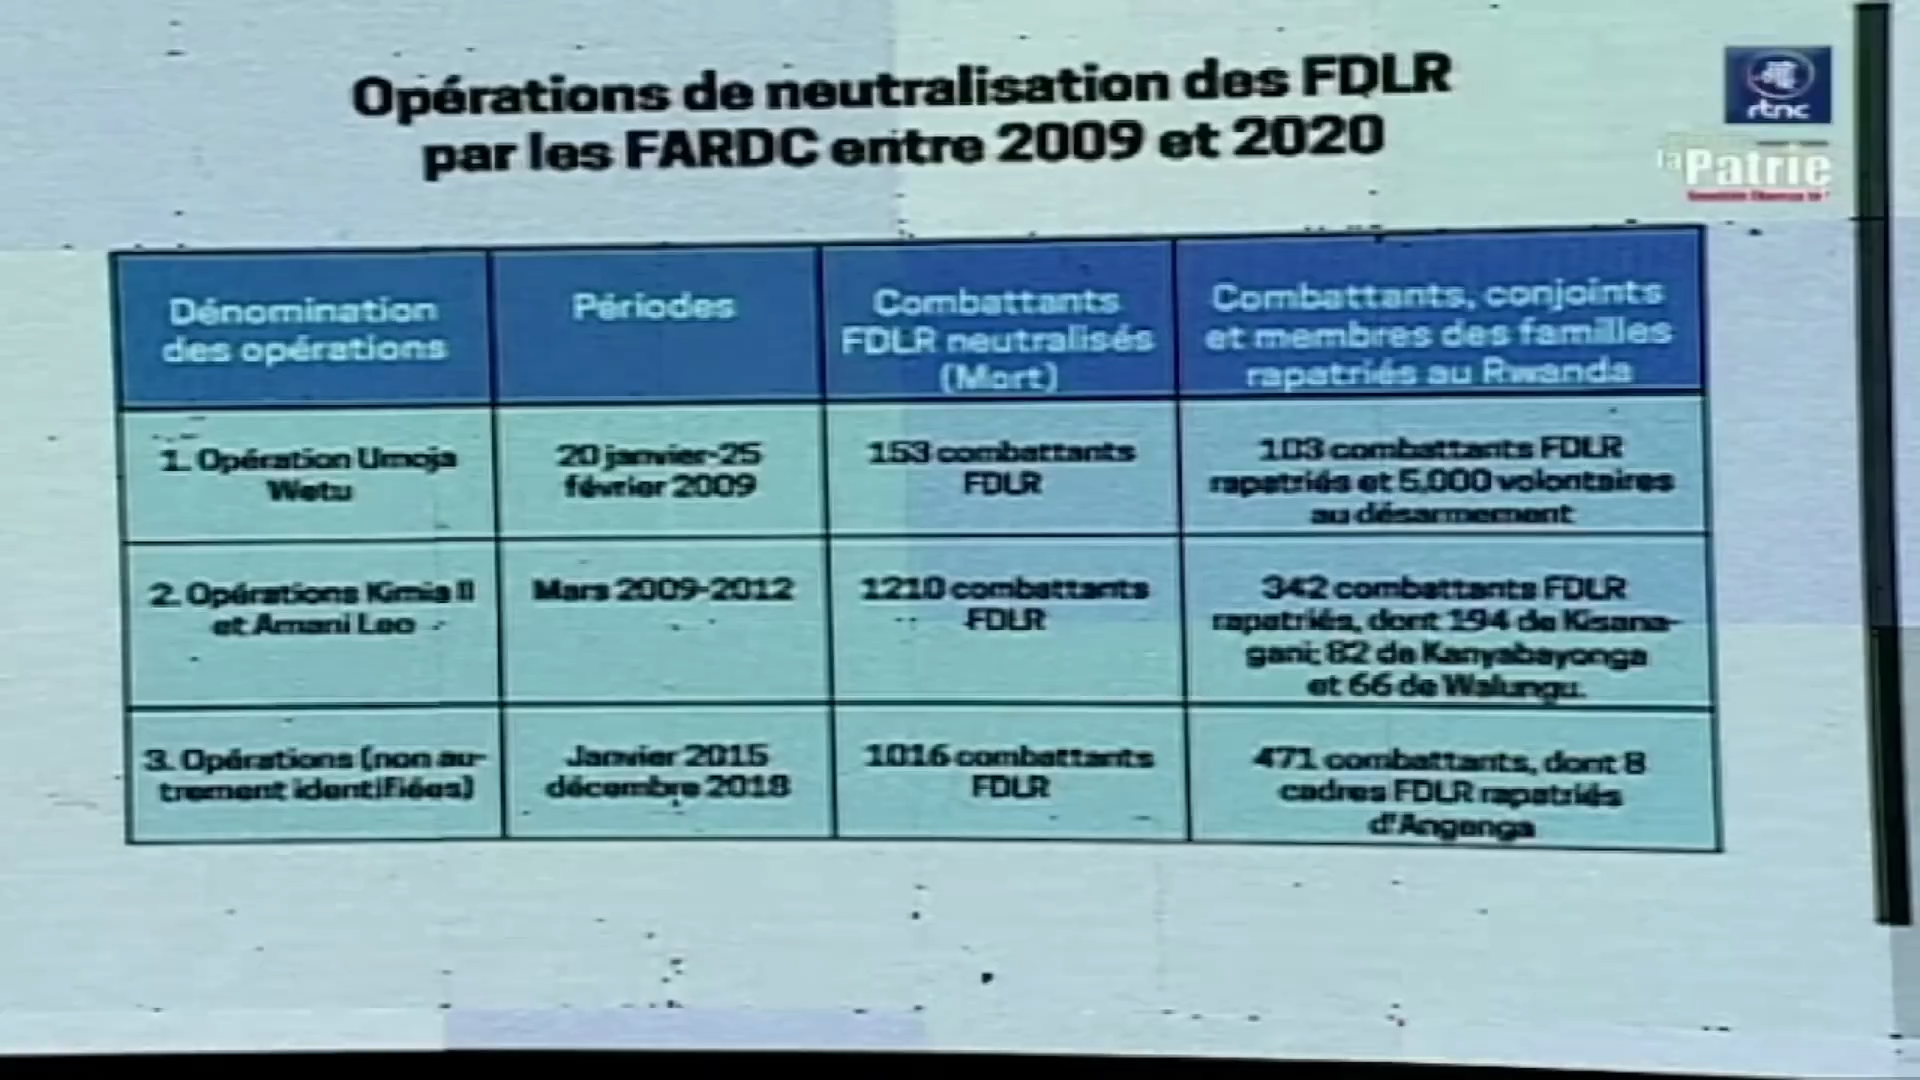 Opérations de neutralisation des FDLR
par les FARDC entre 2009 et 2020
rtnc
la Patrie
Dénomination
des opérations
Périodes
Combattants
FDLR neutralisés
(Mort)
Combattants, conjoints
et membres des familles
rapatriés au Rwanda
1. Opération Umoja
Wetu
20 janvier-25
février 2009
153 combattants
FDLR
103 combattants FDLR
rapatriés et 5.000 volontaires
au désarmement
2. Opérations Kimia II
et Amani Leo
Mars 2009-2012
1210 combattants
FDLR
342 combattants FDLR
rapatriés, dont 194 de Kisana-
gani; 82 de Kanyabayonga
et 66 de Walungu.
3. Opérations (non au-
trement identifiées)
Janvier 2015
décembre 2018
1016 combattants
FDLR
471 combattants, dont 8
cadres FDLR rapatriés
d'Angenga